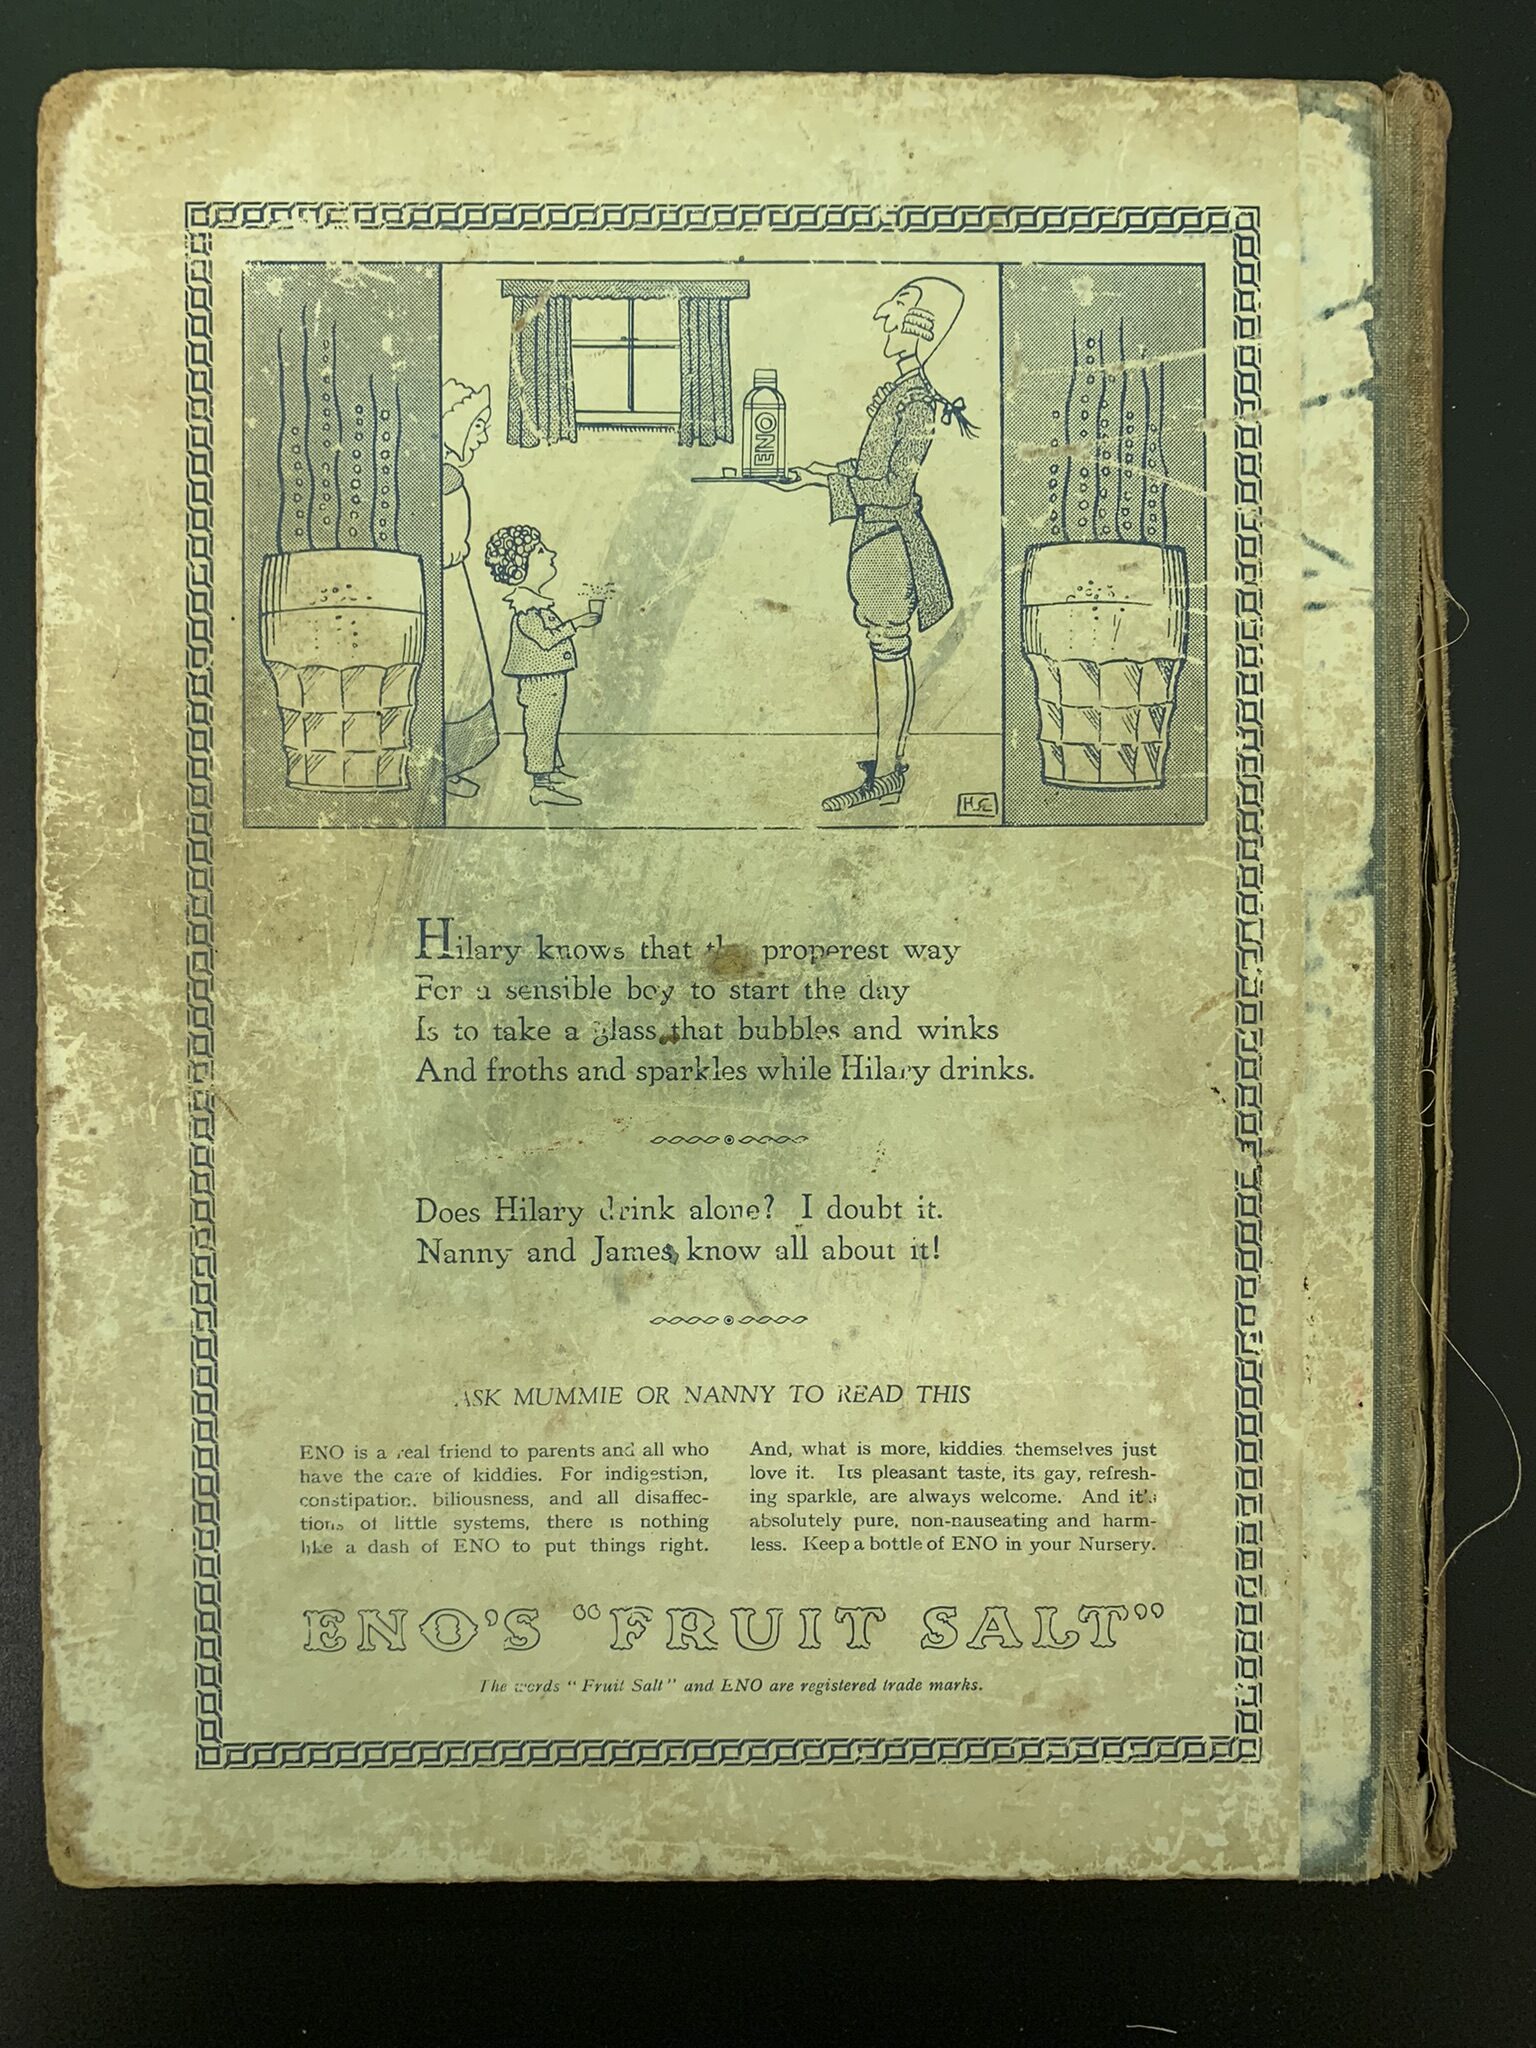 ENO
H.S.L
Hilary knows that the properest way
For a sensible boy to start the day
Is to take a glass that bubbles and winks
And froths and sparkles while Hilary drinks.
Does Hilary drink alone? I doubt it.
Nanny and James know all about it!
ASK MUMMIE OR NANNY TO READ THIS
ENO is a real friend to parents and all who
have the care of kiddies. For indigestion,
constipation, biliousness, and all disaffec-
tions of little systems, there is nothing
like a dash of ENO to put things right.
And, what is more, kiddies themselves just
love it. Its pleasant taste, its gay, refresh-
ing sparkle, are always welcome. And it's
absolutely pure, non-nauseating and harm-
less. Keep a bottle of ENO in your Nursery.
ENO'S "FRUIT SALT"
The words "Fruit Salt" and ENO are registered trade marks.